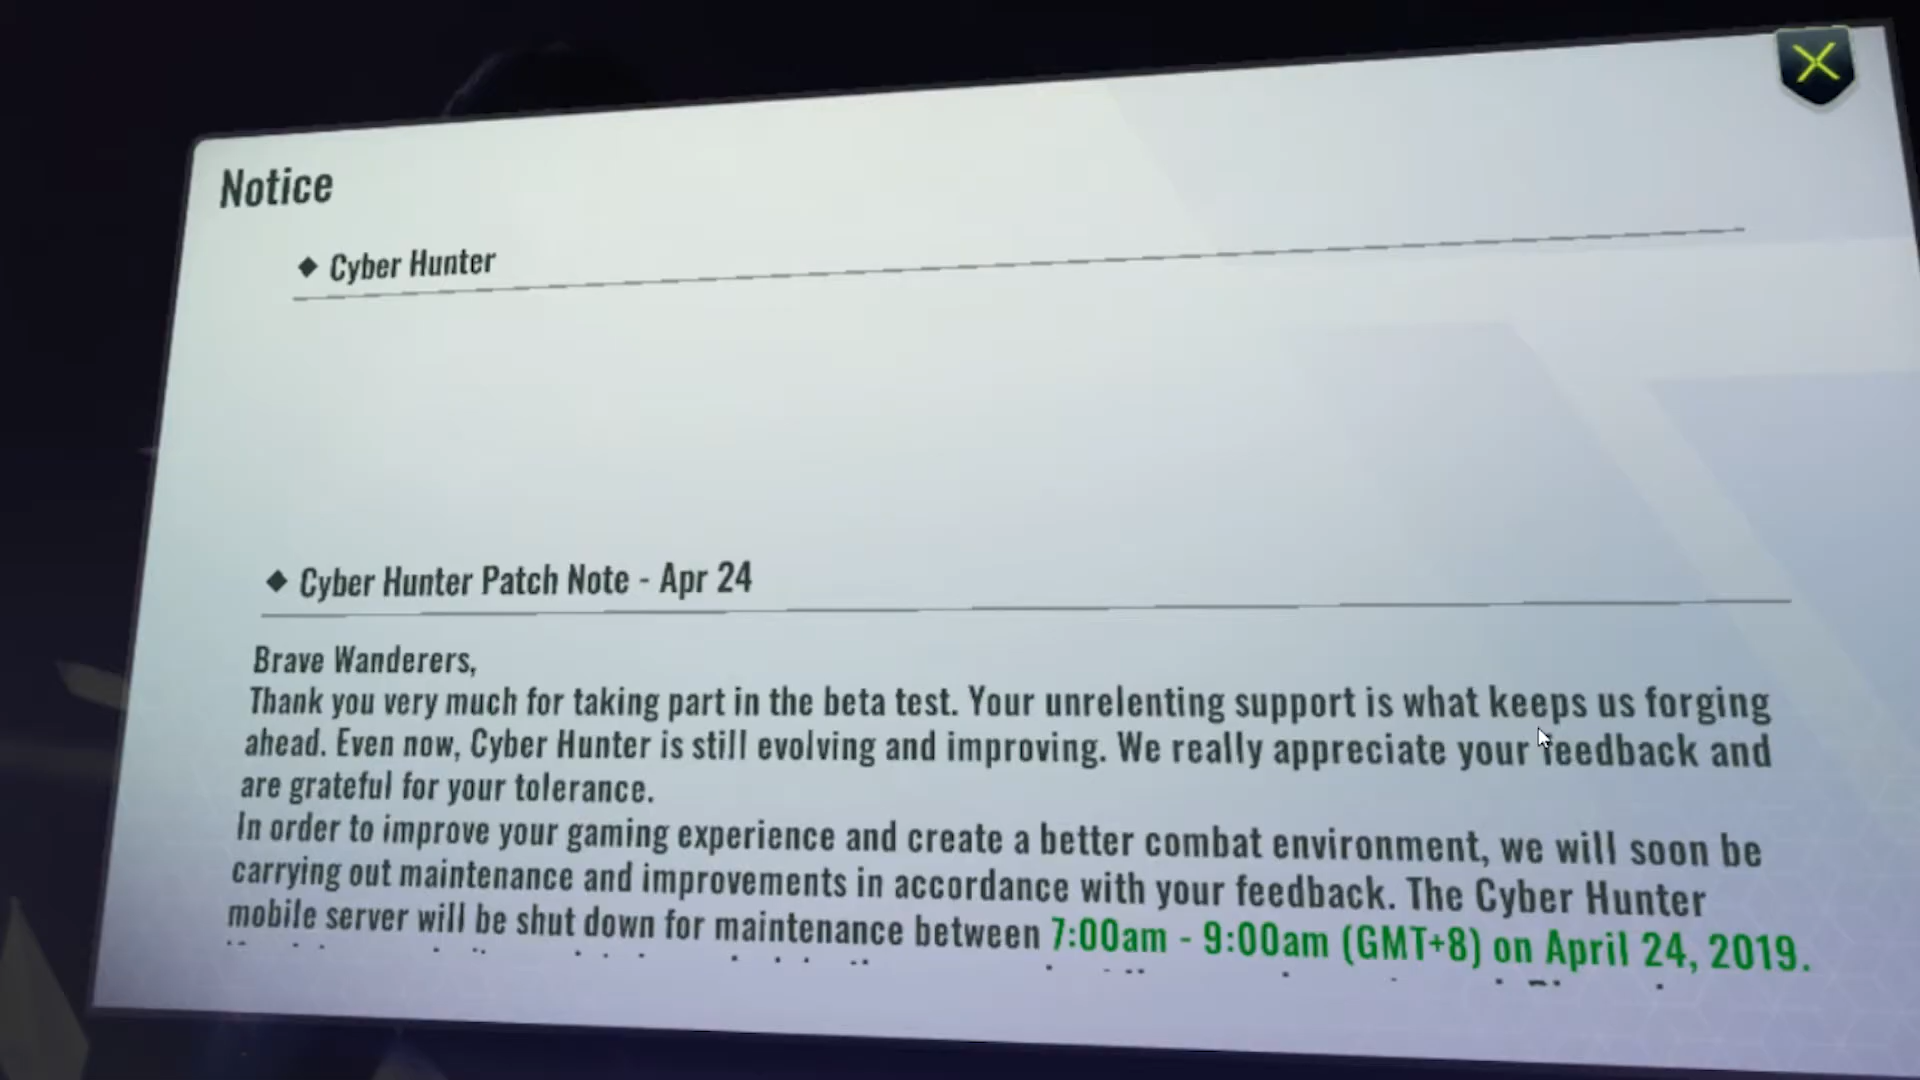 Notice
Cyber Hunter
Cyber Hunter Patch Note - Apr 24
Brave Wanderers,
Thank you very much for taking part in the beta test. Your unrelenting support is what keeps us forging
ahead. Even now, Cyber Hunter is still evolving and improving. We really appreciate your feedback and
are grateful for your tolerance.
In order to improve your gaming experience and create a better combat environment, we will soon be
carrying out maintenance and improvements in accordance with your feedback. The Cyber Hunter
mobile server will be shut down for maintenance between 7:00am - 9:00am (GMT+8) on April 24, 2019.